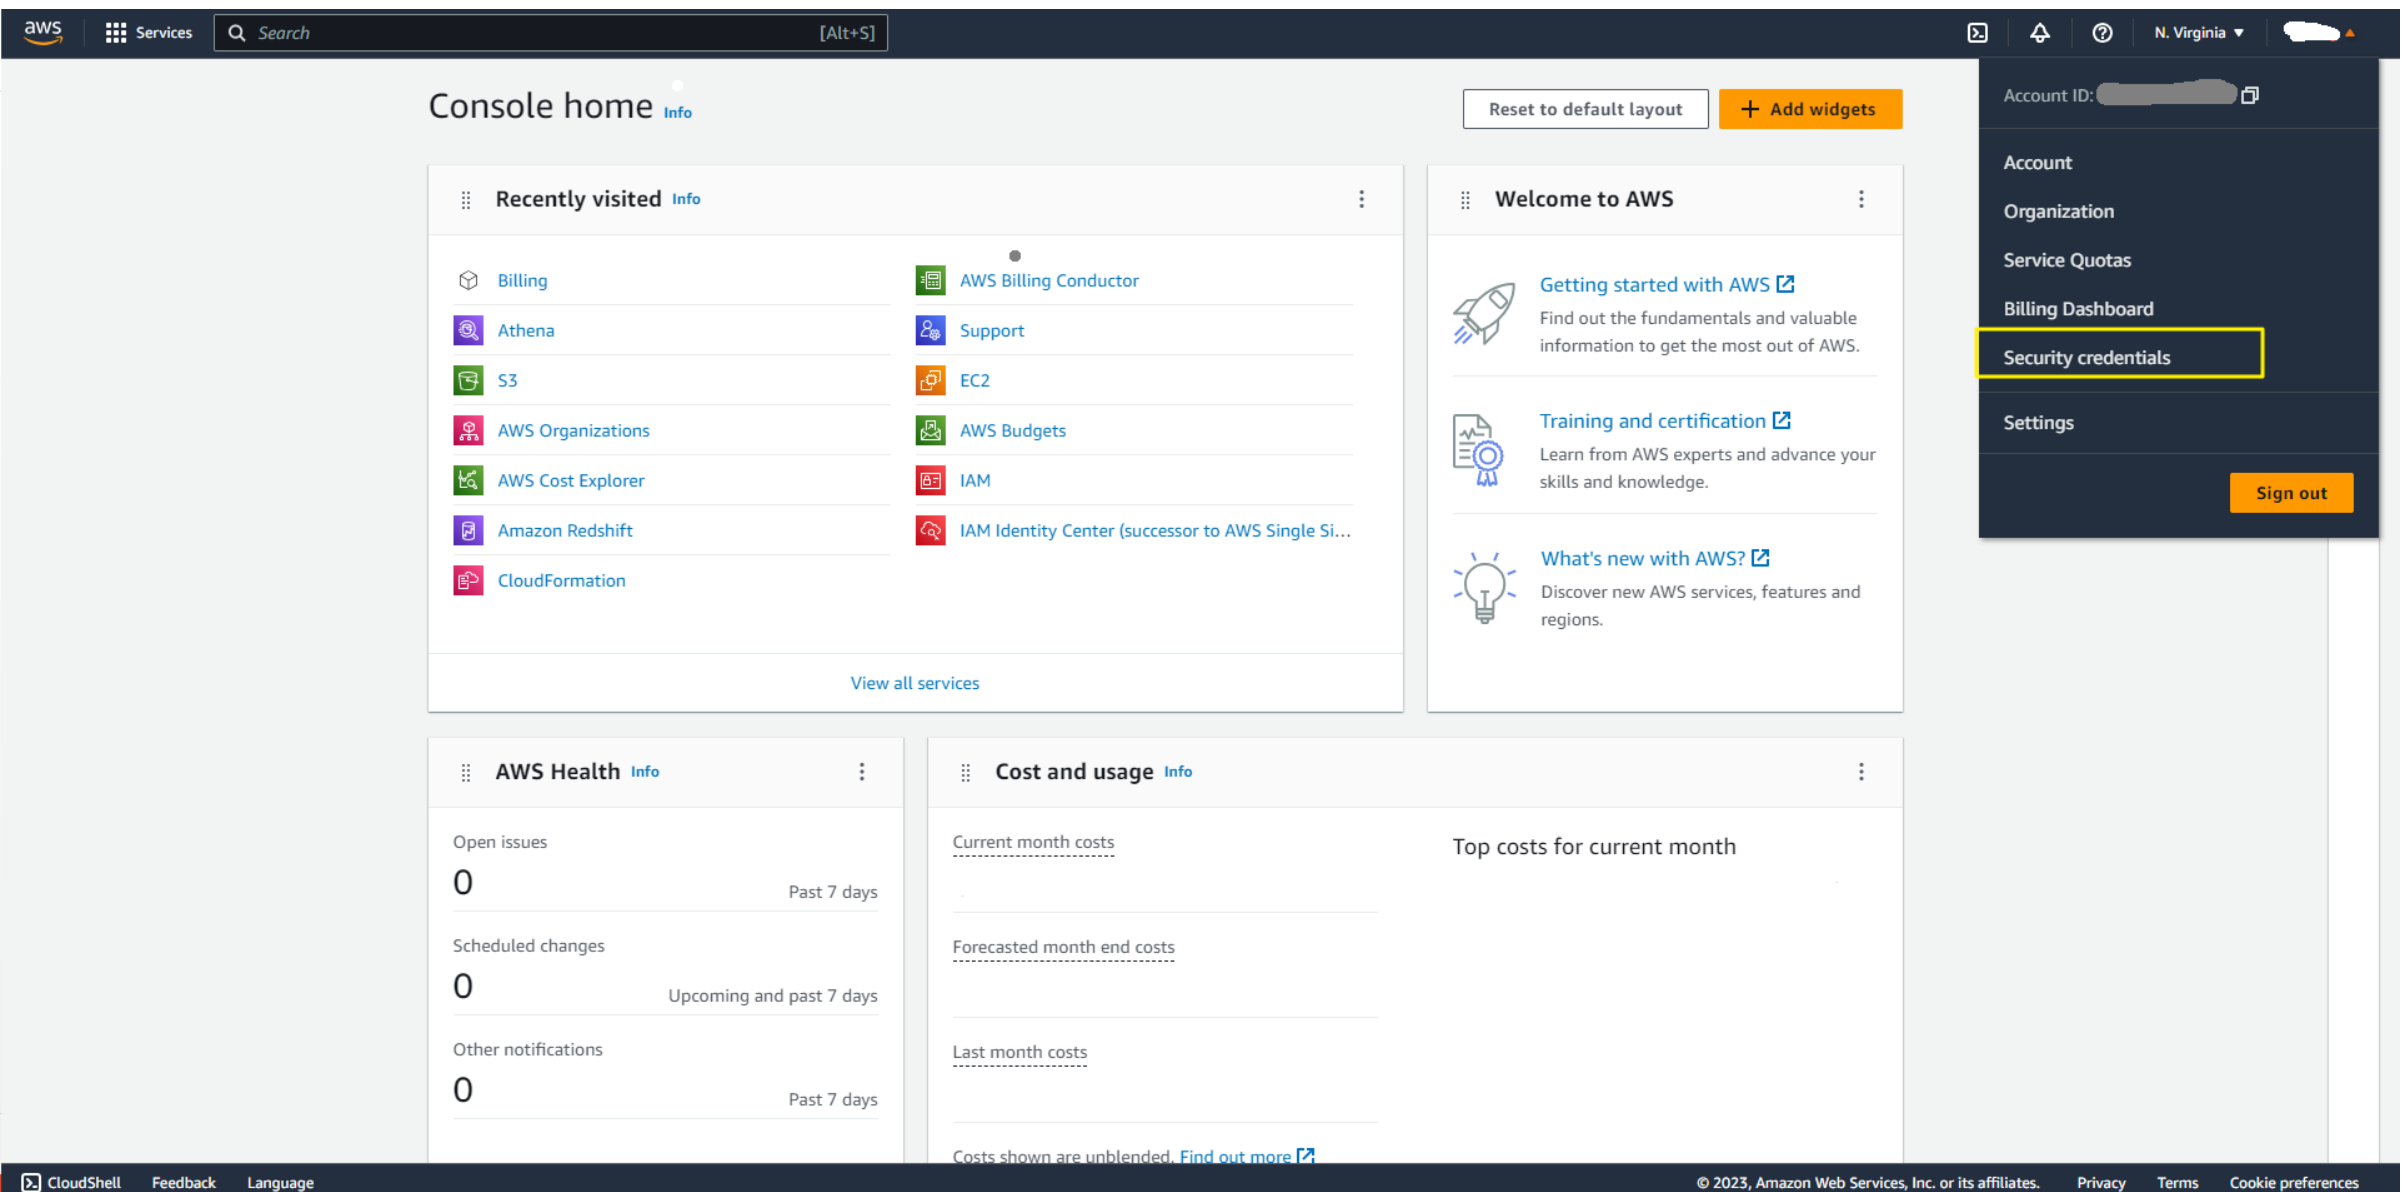 aws Services Search [Alt+S] N. Virginia
Account ID:
Account
Organization
Service Quotas
Billing Dashboard
Security credentials
Settings
Sign out
Console home Info
Reset to default layout
Add widgets
Recently visited Info
Billing
Athena
S3
AWS Organizations
AWS Cost Explorer
Amazon Redshift
CloudFormation
AWS Billing Conductor
Support
EC2
AWS Budgets
IAM
IAM Identity Center (successor to AWS Single Si...
View all services
Welcome to AWS
Getting started with AWS
Find out the fundamentals and valuable
information to get the most out of AWS.
Training and certification
Learn from AWS experts and advance your
skills and knowledge.
What's new with AWS?
Discover new AWS services, features and
regions.
AWS Health Info
Open issues
0
Past 7 days
Scheduled changes
0
Upcoming and past 7 days
Other notifications
0
Past 7 days
Cost and usage Info
Current month costs
Forecasted month end costs
Last month costs
Costs shown are unblended. Find out more
Top costs for current month
CloudShell Feedback Language © 2023, Amazon Web Services, Inc. or its affiliates. Privacy Terms Cookie preferences